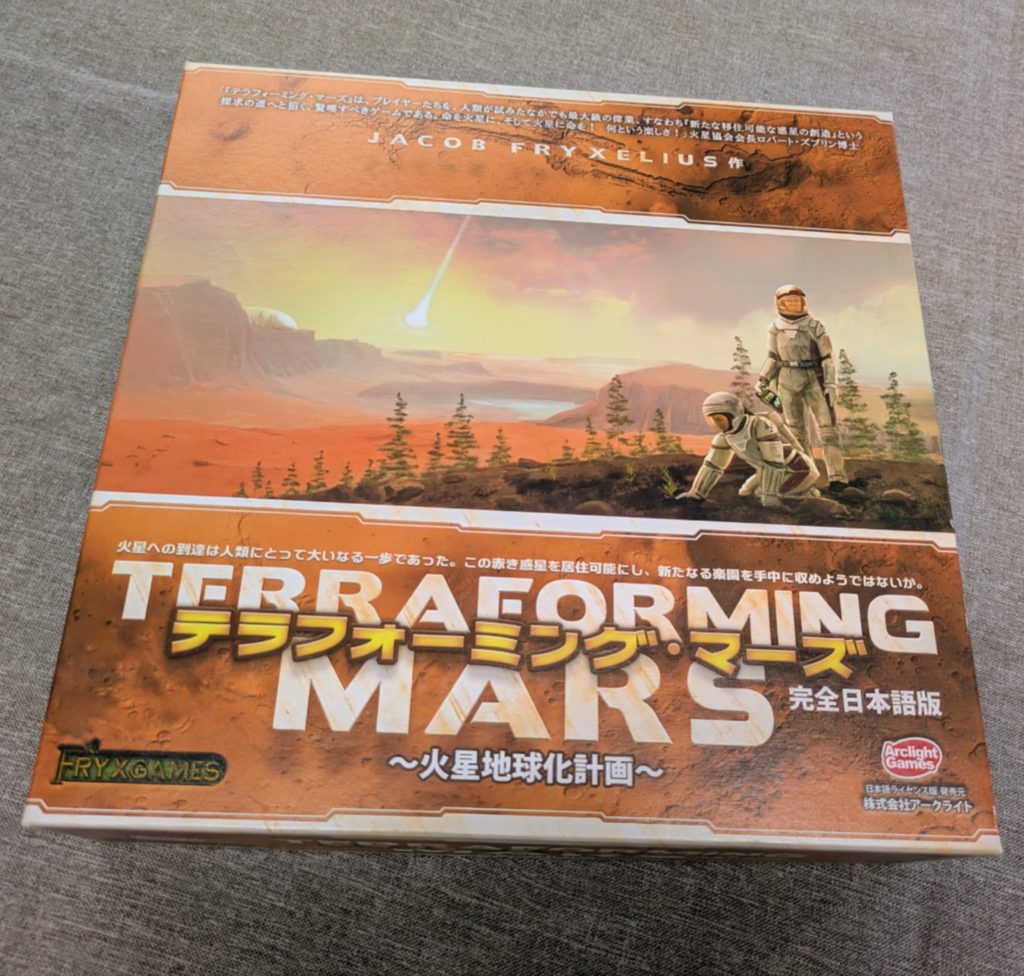 「『テラフォーミング・マーズ』は、プレイヤーたちを、人類が試みたなかでも最大級の偉業、すなわち「新たな移住可能な惑星の創造」という
探求の道へと招く、驚嘆すべきゲームである。命を火星に、そして火星に命を！ 何という楽しさ！」火星協会会長ロバート・ズブリン博士
JACOB FRYXELIUS 作
火星への到達は人類にとって大いなる一歩であった。この赤き惑星を居住可能にし、新たなる楽園を手中に収めようではないか。
TERRAFORMING
テラフォーミング・マーズ
MARS
完全日本語版
〜火星地球化計画〜
FRYXGAMES
Arclight
Games
日本語ライセンス版 発売元
株式会社アークライト